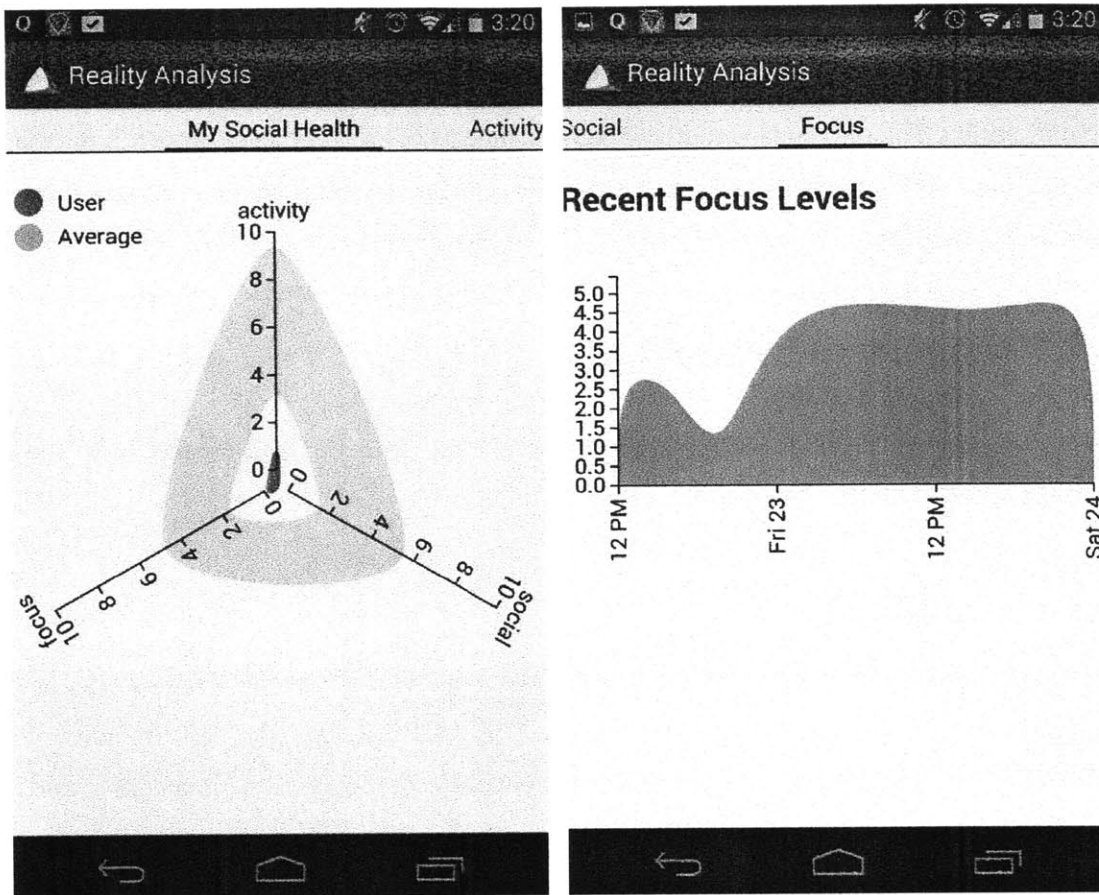 Q 3:20
Reality Analysis
My Social Health Activity
User
Average
activity
10
8
6
4
2
0
0
2
4
6
8
10
social
0
2
4
6
8
10
focus
Q 3:20
Reality Analysis
Social Focus
Recent Focus Levels
5.0
4.5
4.0
3.5
3.0
2.5
2.0
1.5
1.0
0.5
0.0
12 PM
Fri 23
12 PM
Sat 24